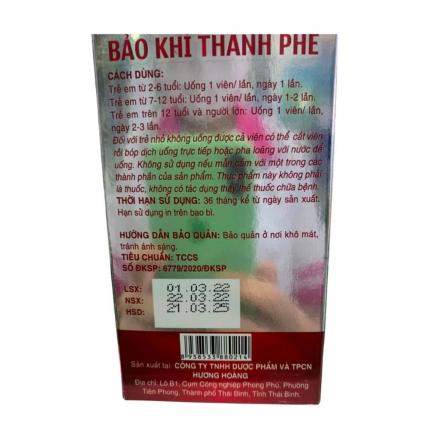 BẢO KHÍ THANH PHẾ
CÁCH DÙNG:
Trẻ em từ 2-6 tuổi: Uống 1 viên/ lần, ngày 1 lần.
Trẻ em từ 7-12 tuổi: Uống 1 viên/ lần, ngày 1-2 lần.
Trẻ em trên 12 tuổi và người lớn: Uống 1 viên/ lần,
ngày 2-3 lần.
Đối với trẻ nhỏ không uống được cả viên có thể cắt viên
rồi bóp dịch uống trực tiếp hoặc pha loãng với nước để
uống. Không sử dụng nếu mẫn cảm với một trong các
thành phần của sản phẩm. Thực phẩm này không phải
là thuốc, không có tác dụng thay thế thuốc chữa bệnh.
THỜI HẠN SỬ DỤNG: 36 tháng kể từ ngày sản xuất.
Hạn sử dụng in trên bao bì.
HƯỚNG DẪN BẢO QUẢN: Bảo quản ở nơi khô mát,
tránh ánh sáng.
TIÊU CHUẨN: TCCS
SỐ ĐKSP: 6779/2020/ĐKSP
LSX: 01.03.22
NSX: 22.03.22
HSD: 21.03.25
8938533880214
Sản xuất tại: CÔNG TY TNHH DƯỢC PHẨM VÀ TPCN
HƯƠNG HOÀNG
Địa chỉ: Lô B1, Cụm Công nghiệp Phong Phú, Phường
Tiền Phong, Thành phố Thái Bình, Tỉnh Thái Bình.